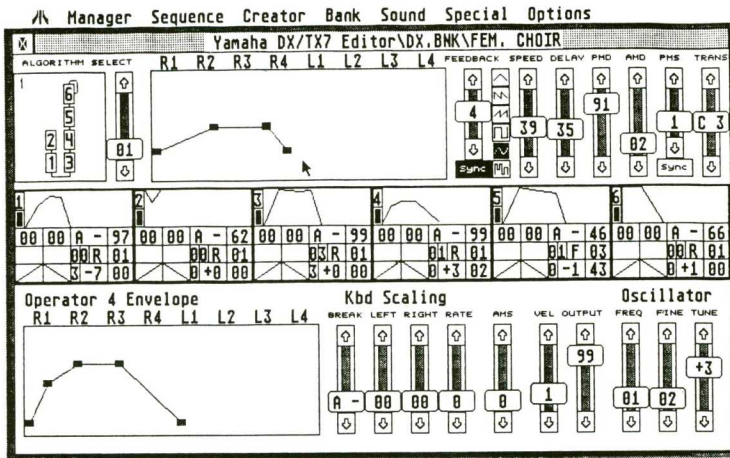 Manager Sequence Creator Bank Sound Special Options
Yamaha DX/TX7 Editor\DX.BNK\FEM. CHOIR
ALGORITHM SELECT R1 R2 R3 R4 L1 L2 L3 L4 FEEDBACK SPEED DELAY PMD AMD PMS TRANS
1
6
5
2 4
1 3
01
4 39 35 91 02 1 C 3
Sync Sync
1 2 3 4 5 6
00 00 A - 97 00 00 A - 62 00 00 A - 99 00 00 A - 99 00 00 A - 46 00 00 A - 66
00 R 01 00 R 01 03 R 01 01 R 01 01 F 03 00 R 01
3 -7 00 0 +0 00 3 +0 00 0 +3 02 0 -1 43 0 +1 00
Operator 4 Envelope Kbd Scaling Oscillator
R1 R2 R3 R4 L1 L2 L3 L4 BREAK LEFT RIGHT RATE AMS VEL OUTPUT FREQ FINE TUNE
A - 00 00 0 0 1 99 01 02 +3